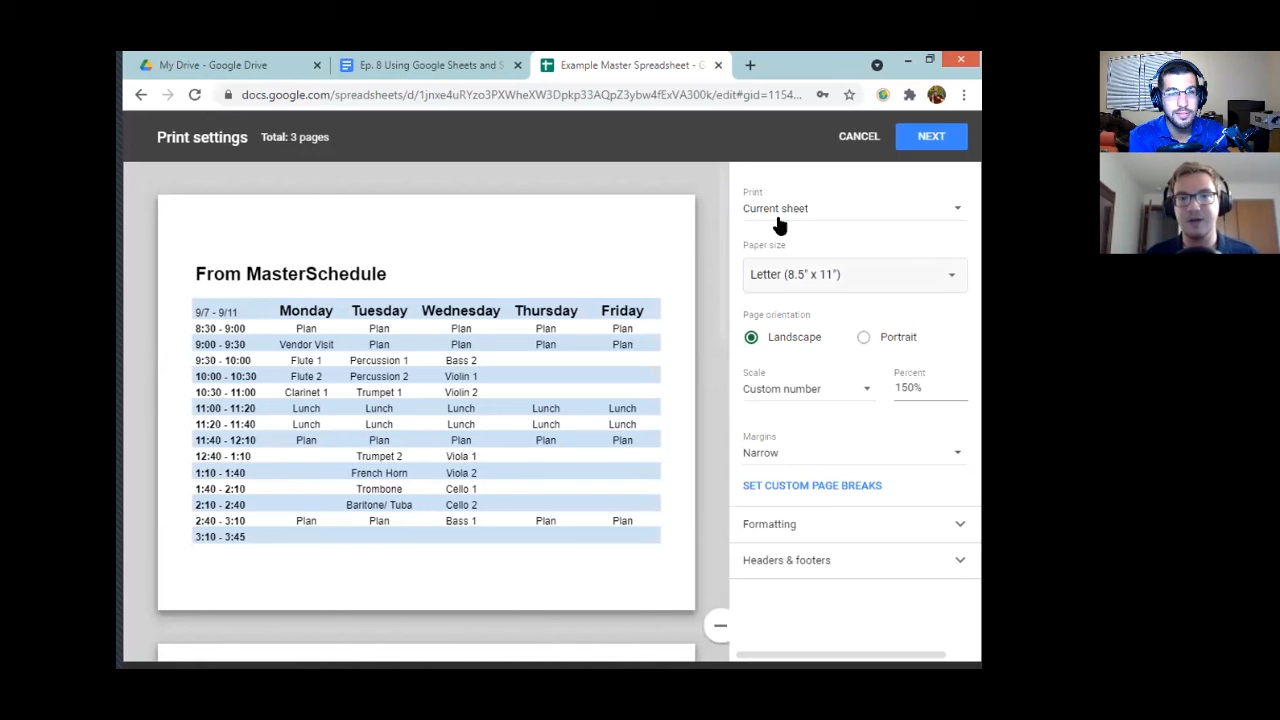 My Drive - Google Drive
Ep. 8 Using Google Sheets and S
Example Master Spreadsheet - G
docs.google.com/spreadsheets/d/1jnxe4uRYzo3PXWheXW3Dpkp33AQpZ3ybw4fExVA300k/edit#gid=1154...
Print settings
Total: 3 pages
CANCEL
NEXT
From MasterSchedule
9/7 - 9/11 Monday Tuesday Wednesday Thursday Friday
8:30 - 9:00 Plan Plan Plan Plan Plan
9:00 - 9:30 Vendor Visit Plan Plan Plan Plan
9:30 - 10:00 Flute 1 Percussion 1 Bass 2
10:00 - 10:30 Flute 2 Percussion 2 Violin 1
10:30 - 11:00 Clarinet 1 Trumpet 1 Violin 2
11:00 - 11:20 Lunch Lunch Lunch Lunch Lunch
11:20 - 11:40 Lunch Lunch Lunch Lunch Lunch
11:40 - 12:10 Plan Plan Plan Plan Plan
12:40 - 1:10 Trumpet 2 Viola 1
1:10 - 1:40 French Horn Viola 2
1:40 - 2:10 Trombone Cello 1
2:10 - 2:40 Baritone/ Tuba Cello 2
2:40 - 3:10 Plan Plan Bass 1 Plan Plan
3:10 - 3:45
Print
Current sheet
Paper size
Letter (8.5" x 11")
Page orientation
Landscape
Portrait
Scale
Custom number
Percent
150%
Margins
Narrow
SET CUSTOM PAGE BREAKS
Formatting
Headers & footers